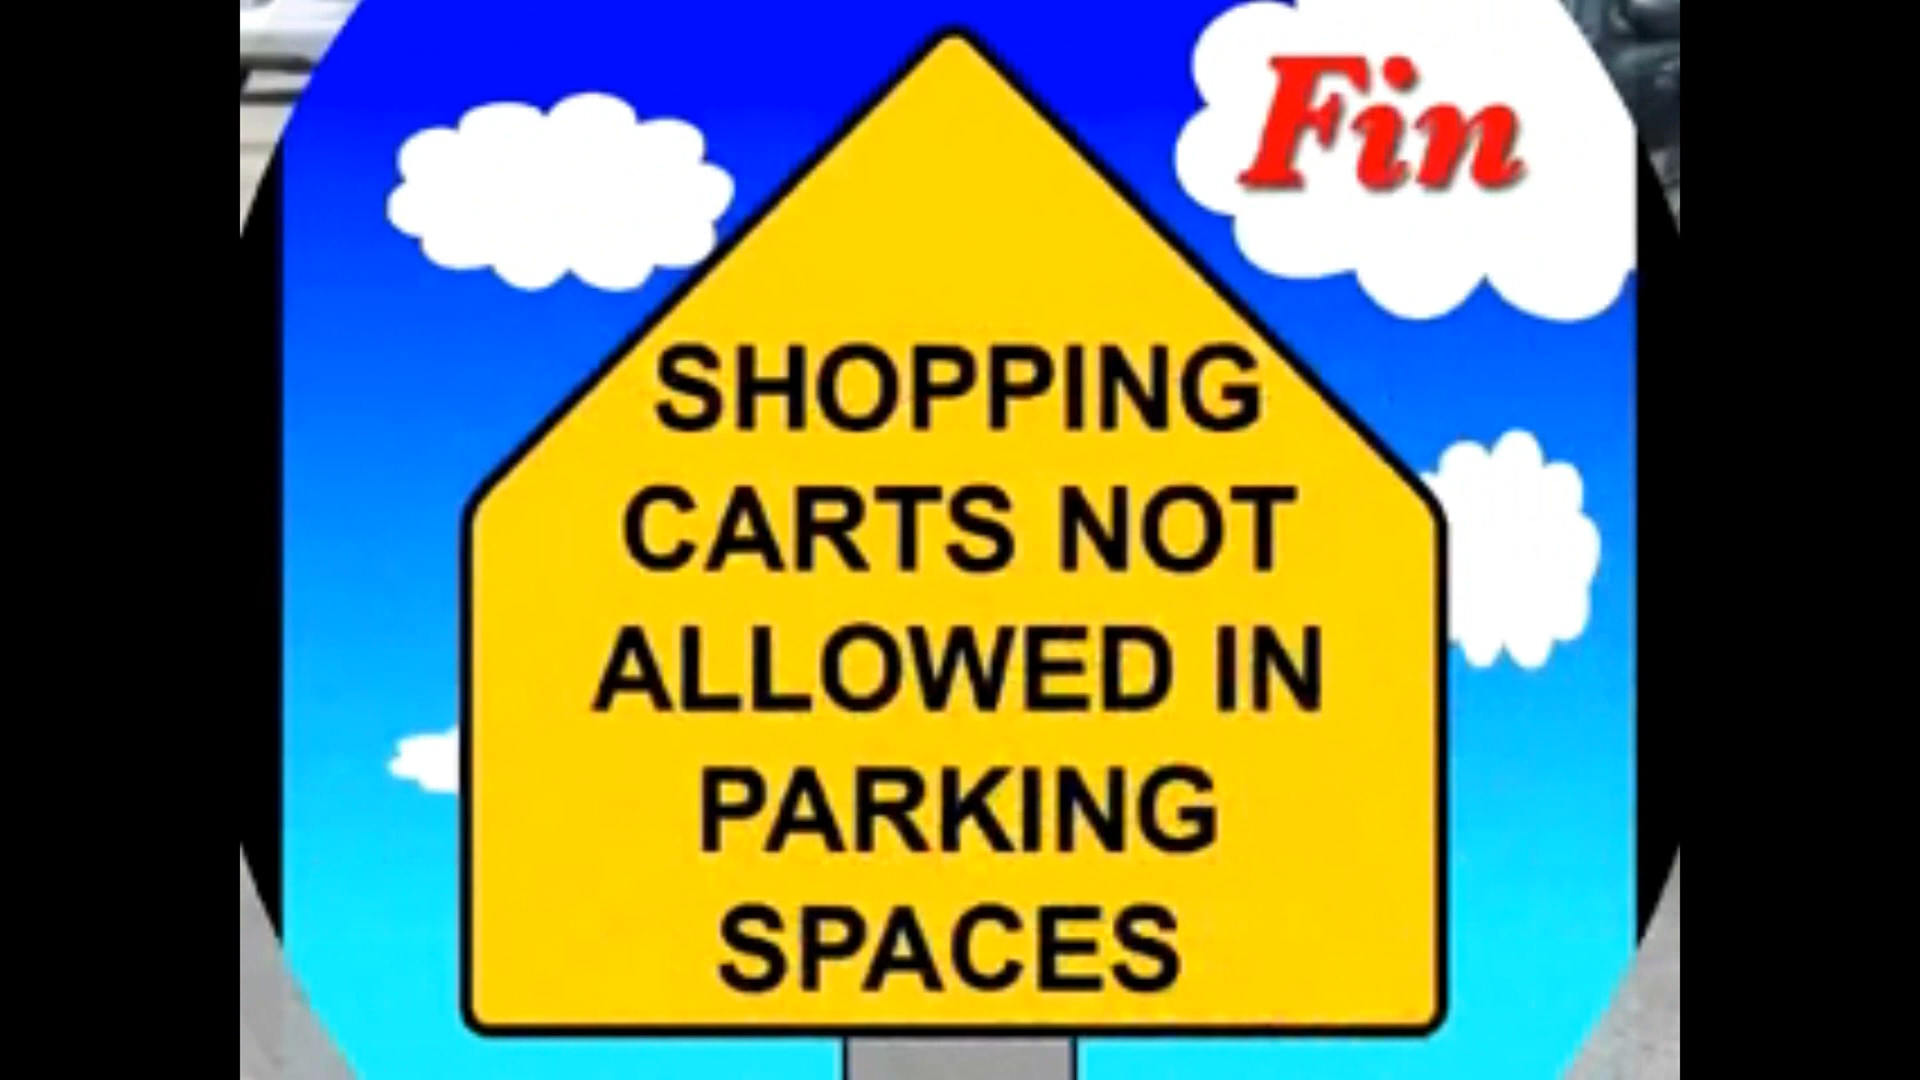 Fin
SHOPPING
CARTS NOT
ALLOWED IN
PARKING
SPACES